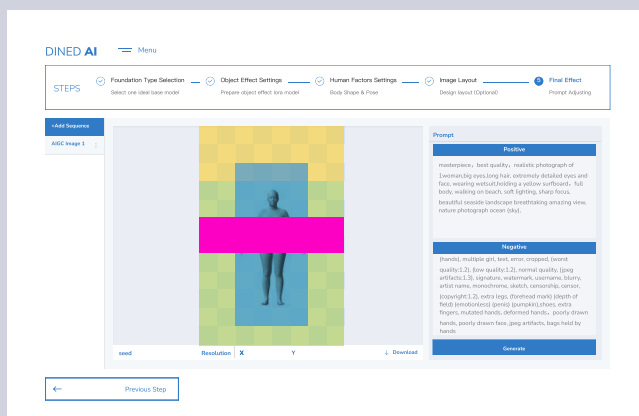 DINED AI
Menu
STEPS
Foundation Type Selection
Select one ideal base model
Object Effect Settings
Prepare object effect lora model
Human Factors Settings
Body Shape & Pose
Image Layout
Design layout (Optional)
5
Final Effect
Prompt Adjusting
+Add Sequence
AIGC Image 1
Prompt
Positive
masterpiece, best quality, realistic photograph of
1woman,big eyes,long hair, extremely detailed eyes and
face, wearing wetsuit,holding a yellow surfboard, full
body, walking on beach, soft lighting, sharp focus,
beautiful seaside landscape breathtaking amazing view,
nature photograph ocean (sky),
Negative
(hands), multiple girl, text, error, cropped, (worst
quality:1.2), (low quality:1.2), normal quality, (jpeg
artifacts:1.3), signature, watermark, username, blurry,
artist name, monochrome, sketch, censorship, censor,
(copyright:1.2), extra legs, (forehead mark) (depth of
field) (emotionless) (penis) (pumpkin),shoes, extra
fingers, mutated hands, deformed hands, poorly drawn
hands, poorly drawn face, jpeg artifacts, bags held by
hands
Generate
seed
Resolution
X
Y
Download
Previous Step